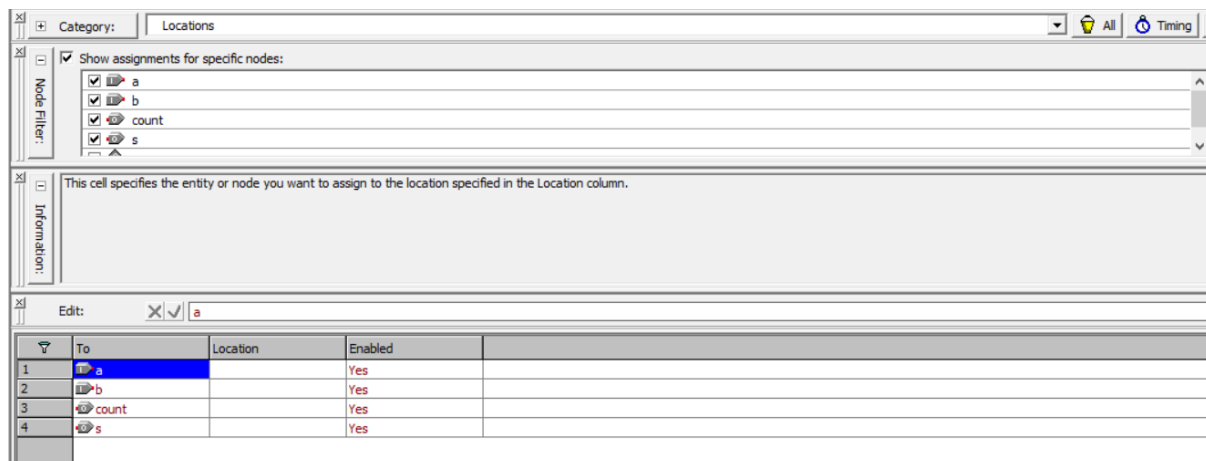 Category: Locations All Timing
Show assignments for specific nodes:
Node Filter:
a
b
count
s
Information:
This cell specifies the entity or node you want to assign to the location specified in the Location column.
Edit: a
To Location Enabled
1 a Yes
2 b Yes
3 count Yes
4 s Yes